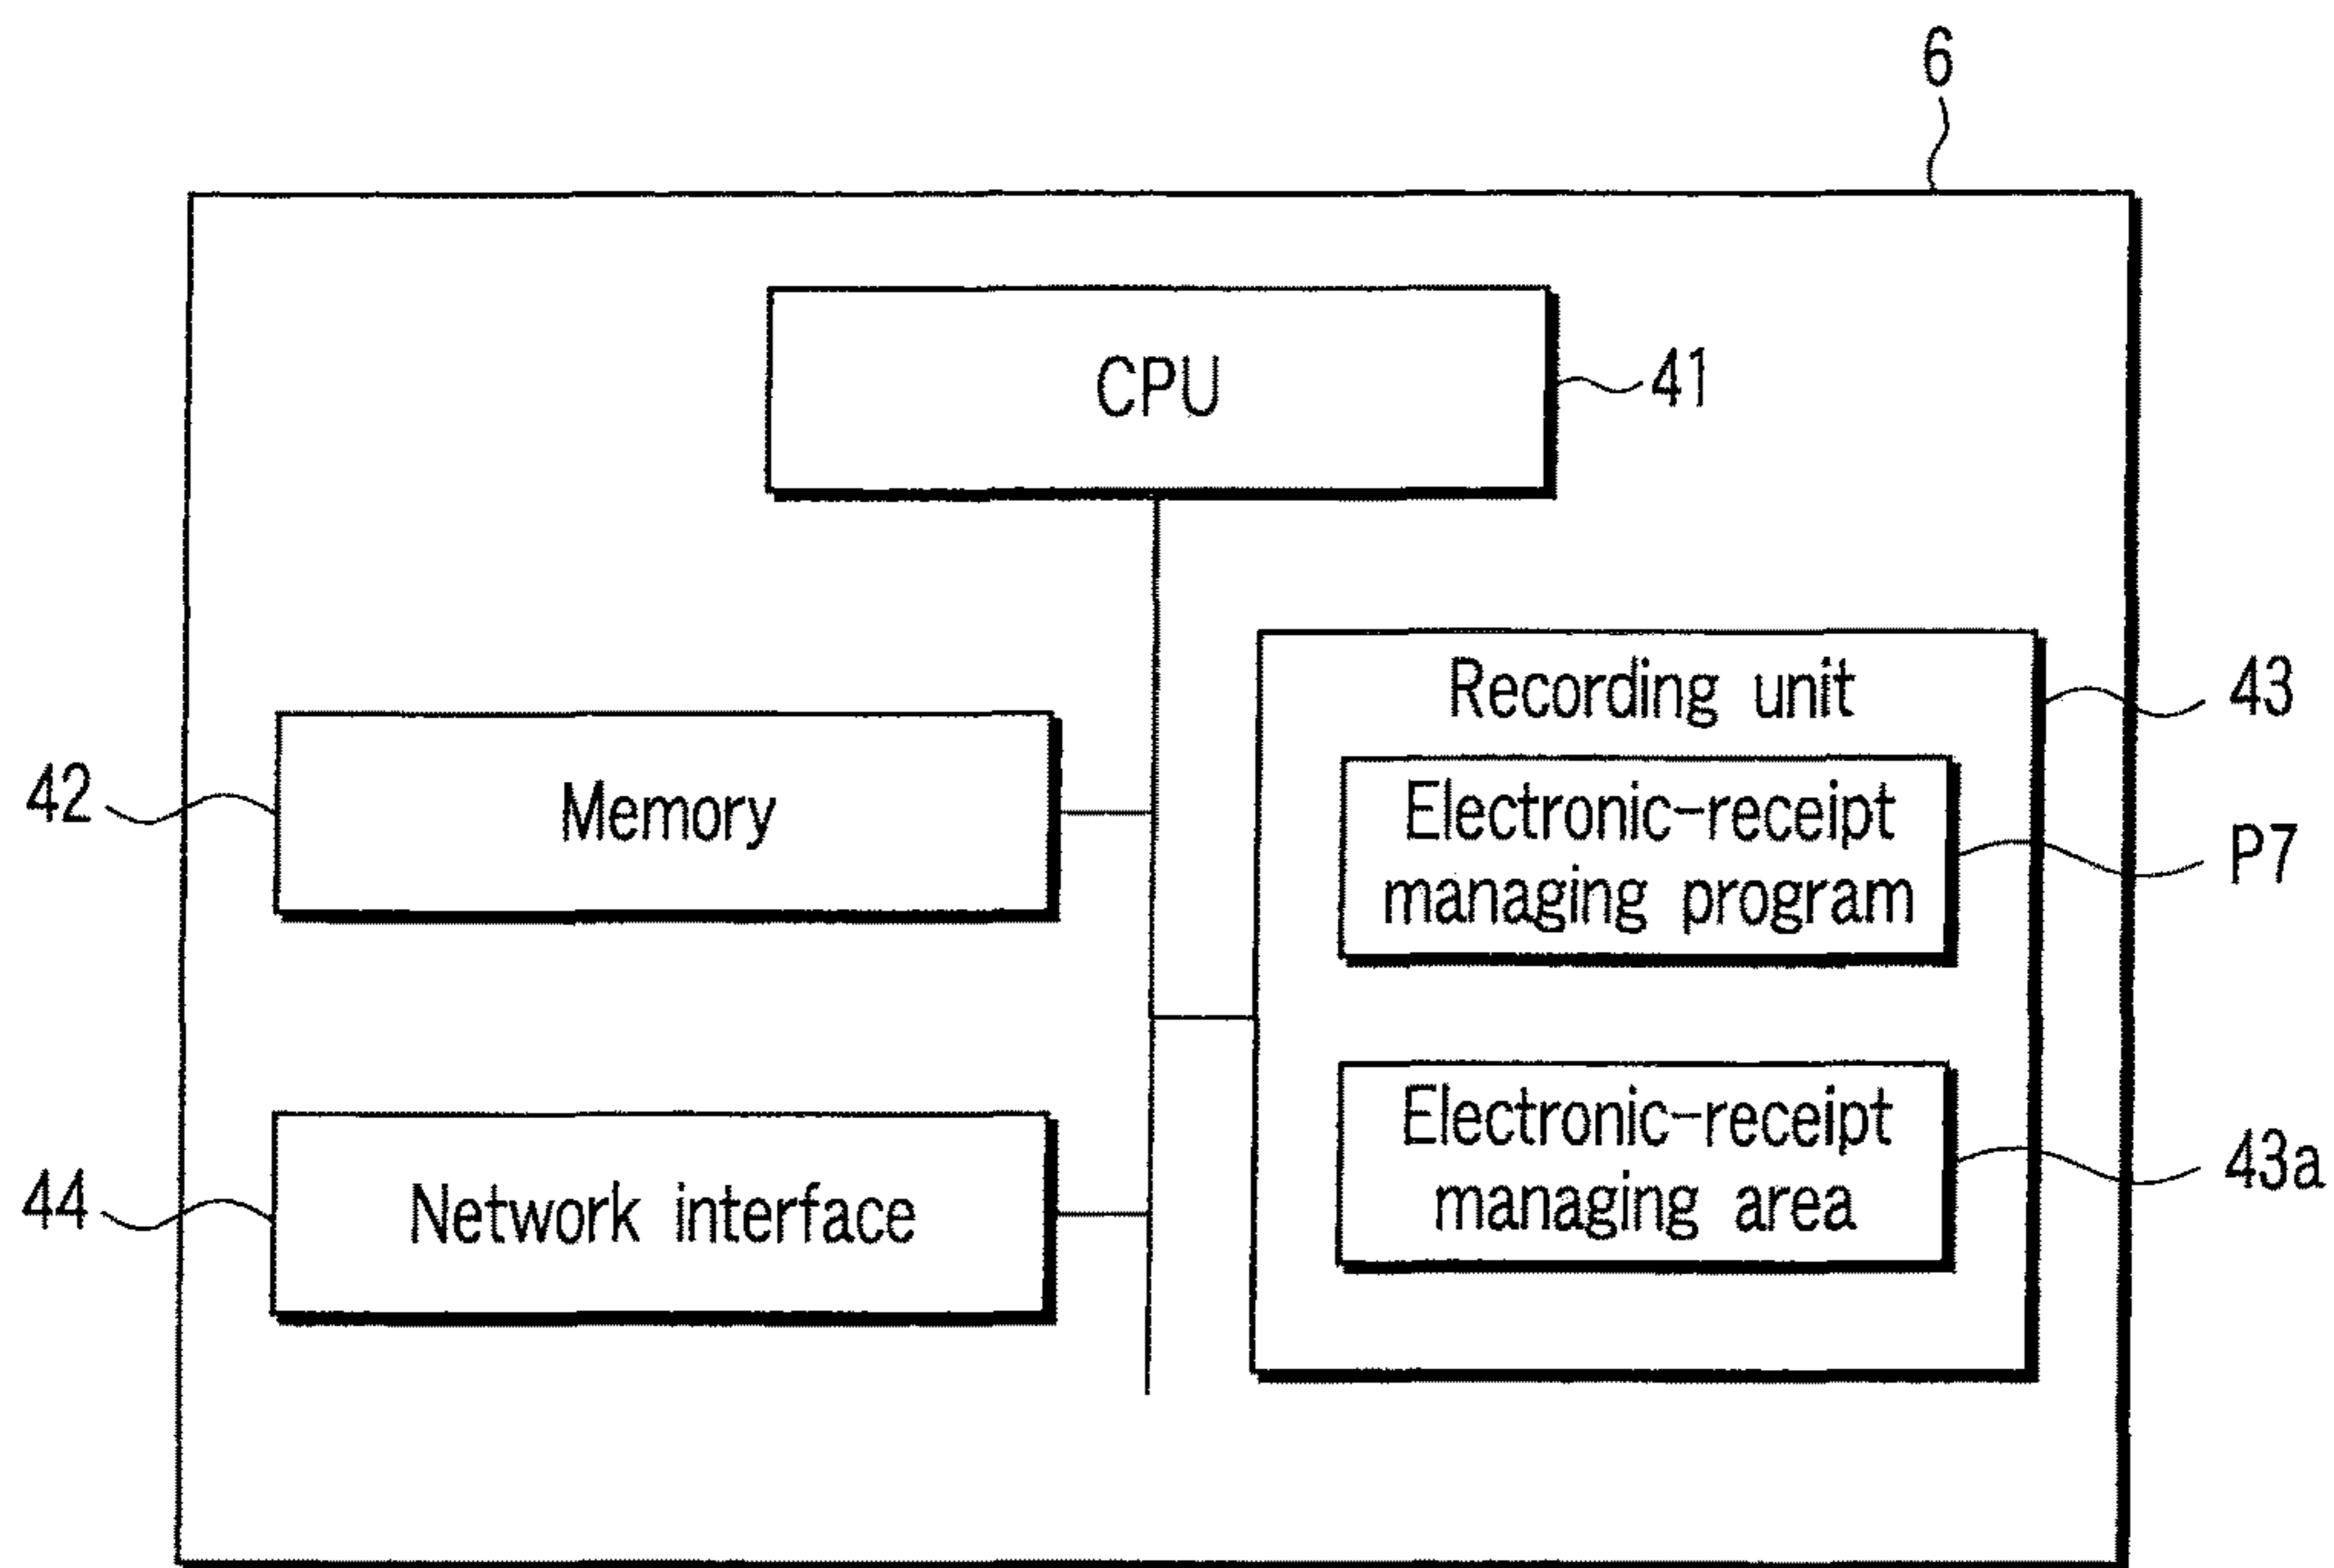 6
CPU
41
Recording unit
43
42
Memory
Electronic-receipt
managing program
P7
44
Network interface
Electronic-receipt
managing area
43a